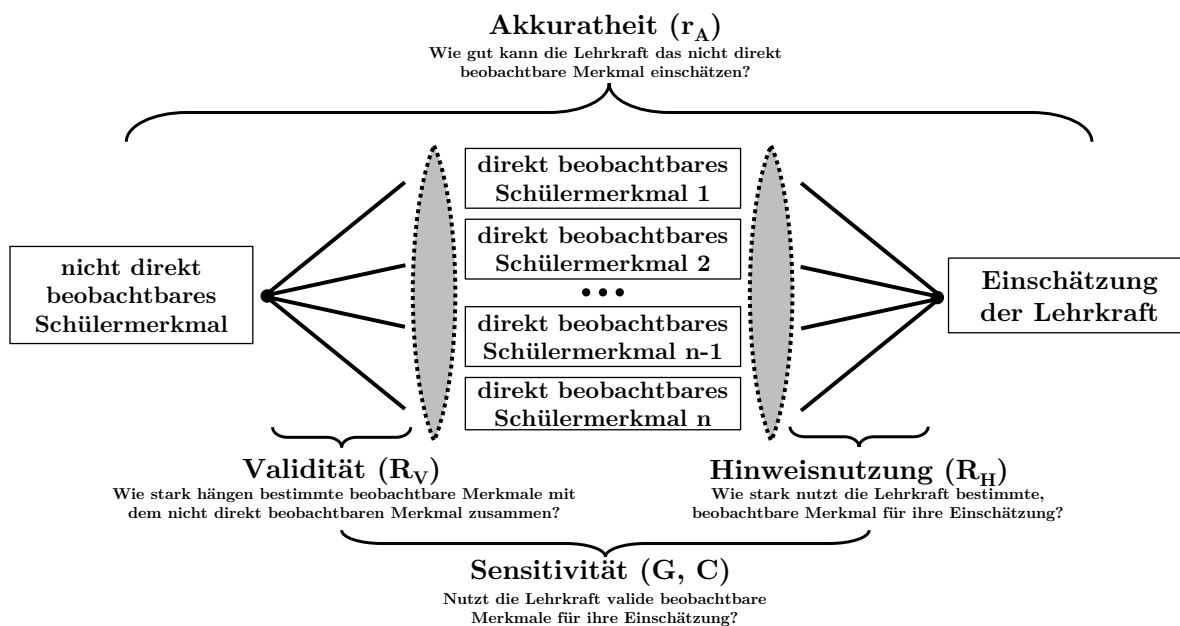 Akkuratheit (r_A)
Wie gut kann die Lehrkraft das nicht direkt
beobachtbare Merkmal einschätzen?
direkt beobachtbares
Schülermerkmal 1
direkt beobachtbares
Schülermerkmal 2
nicht direkt
beobachtbares
Schülermerkmal
...
Einschätzung
der Lehrkraft
direkt beobachtbares
Schülermerkmal n-1
direkt beobachtbares
Schülermerkmal n
Validität (R_V)
Wie stark hängen bestimmte beobachtbare Merkmale mit
dem nicht direkt beobachtbaren Merkmal zusammen?
Hinweisnutzung (R_H)
Wie stark nutzt die Lehrkraft bestimmte,
beobachtbare Merkmal für ihre Einschätzung?
Sensitivität (G, C)
Nutzt die Lehrkraft valide beobachtbare
Merkmale für ihre Einschätzung?